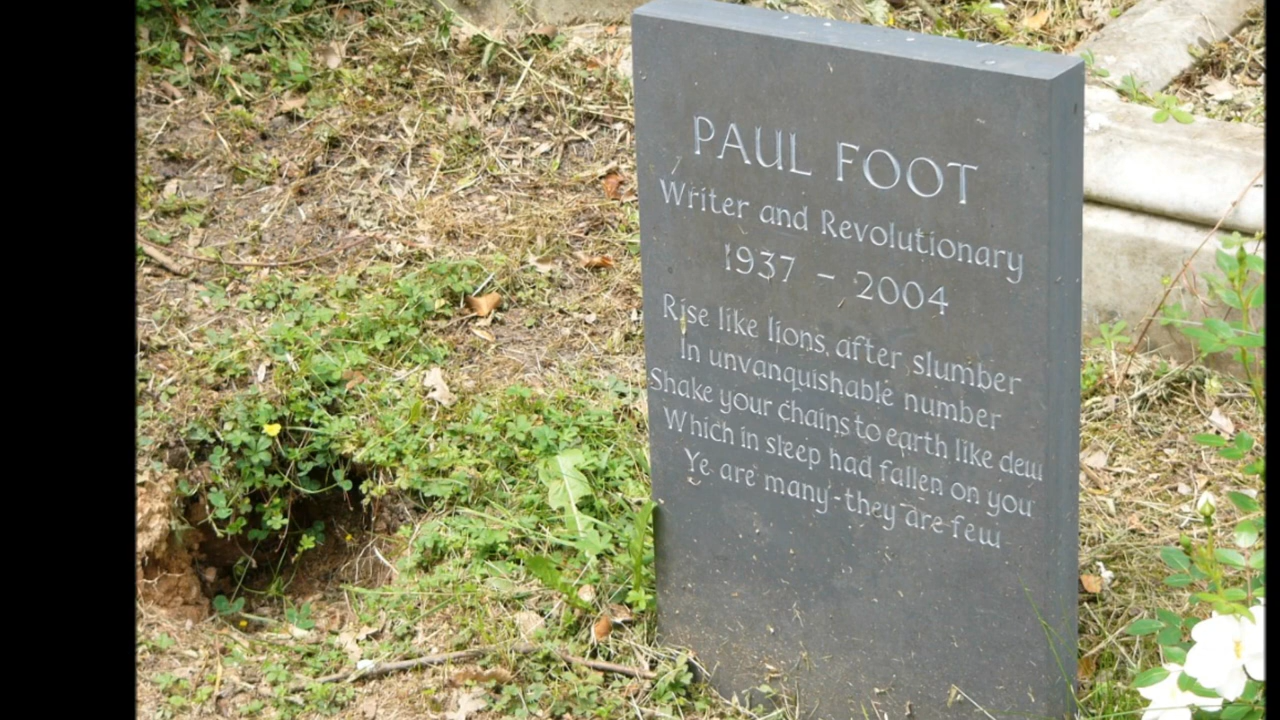 PAUL FOOT
Writer and Revolutionary
1937 - 2004
Rise like lions, after slumber
In unvanquishable number
Shake your chains to earth like dew
Which in sleep had fallen on you
Ye are many-they are few